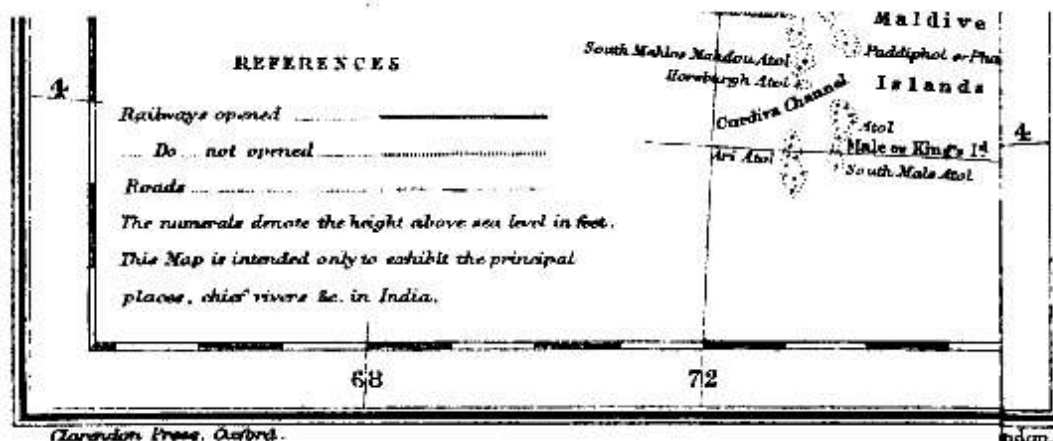 Maldive
South Mahlos Mahdou Atol
Paddiphol or Pha
REFERENCES
Horsburgh Atol
Islands
4
Cardiva Channel
Railways opened
Atol
4
Do not opened
Ari Atol
Male or King's Id
Roads
South Male Atol
The numerals denote the height above sea level in feet.
This Map is intended only to exhibit the principal
places, chief rivers &c. in India.
68
72
Clarendon Press, Oxford.